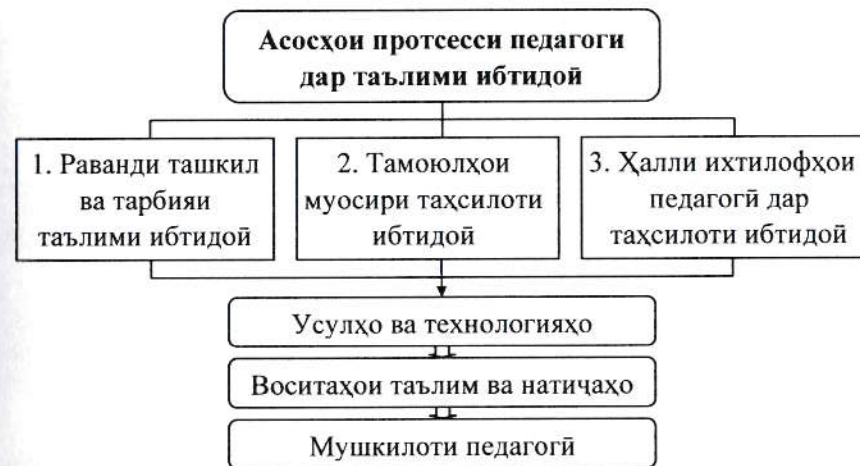 Асосҳои протсесси педагоги
дар таълими ибтидоӣ
1. Раванди ташкил
ва тарбияи
таълими ибтидоӣ
2. Тамоюлҳои
муосири таҳсилоти
ибтидоӣ
3. Ҳалли ихтилофҳои
педагогӣ дар
таҳсилоти ибтидоӣ
Усулҳо ва технологияҳо
Воситаҳои таълим ва натиҷаҳо
Мушкилоти педагогӣ